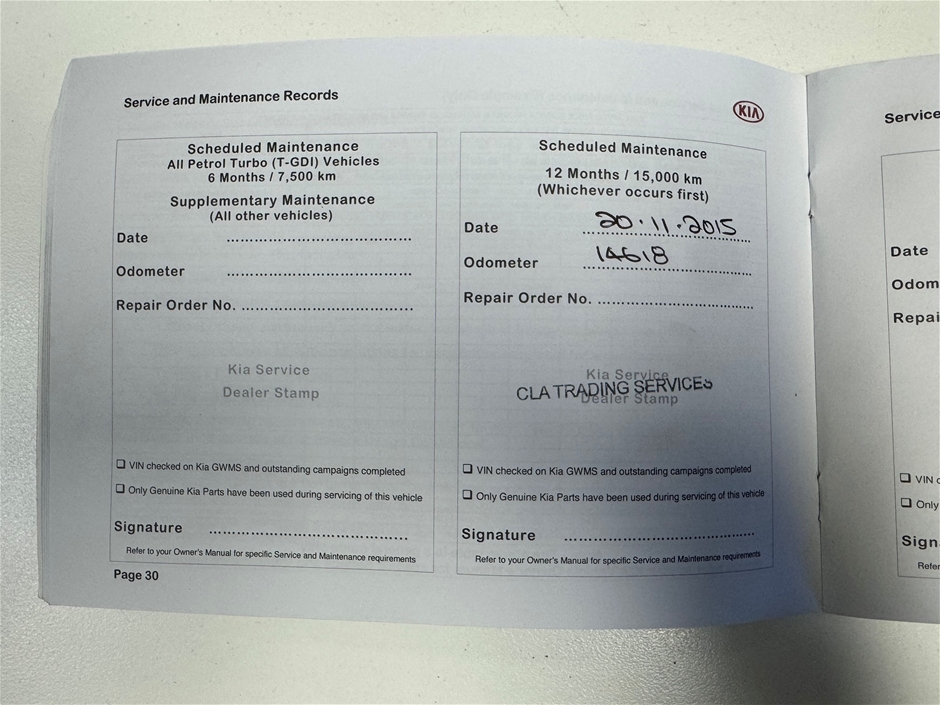 Service and Maintenance Records
KIA
Scheduled Maintenance
All Petrol Turbo (T-GDI) Vehicles
6 Months / 7,500 km
Supplementary Maintenance
(All other vehicles)
Date
Odometer
Repair Order No.
Kia Service
Dealer Stamp
❑ VIN checked on Kia GWMS and outstanding campaigns completed
❑ Only Genuine Kia Parts have been used during servicing of this vehicle
Signature
Refer to your Owner's Manual for specific Service and Maintenance requirements
Page 30
Scheduled Maintenance
12 Months / 15,000 km
(Whichever occurs first)
Date 20.11.2015
Odometer 14618
Repair Order No.
Kia Service
CLA TRADING SERVICES
Dealer Stamp
❑ VIN checked on Kia GWMS and outstanding campaigns completed
❑ Only Genuine Kia Parts have been used during servicing of this vehicle
Signature
Refer to your Owner's Manual for specific Service and Maintenance requirements
Service
Date
Odom
Repai
❑ VIN c
❑ Only
Sign
Refer